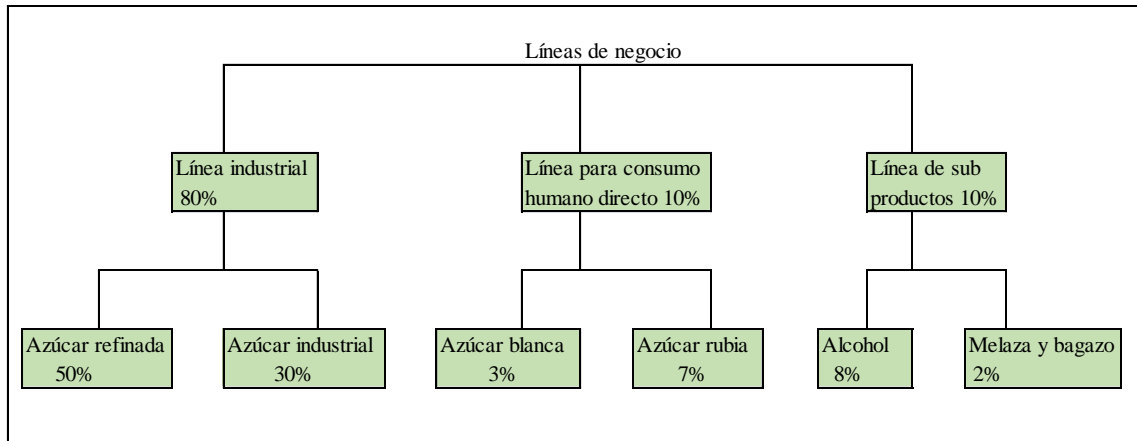 Líneas de negocio
Línea industrial
80%
Línea para consumo
humano directo 10%
Línea de sub
productos 10%
Azúcar refinada
50%
Azúcar industrial
30%
Azúcar blanca
3%
Azúcar rubia
7%
Alcohol
8%
Melaza y bagazo
2%